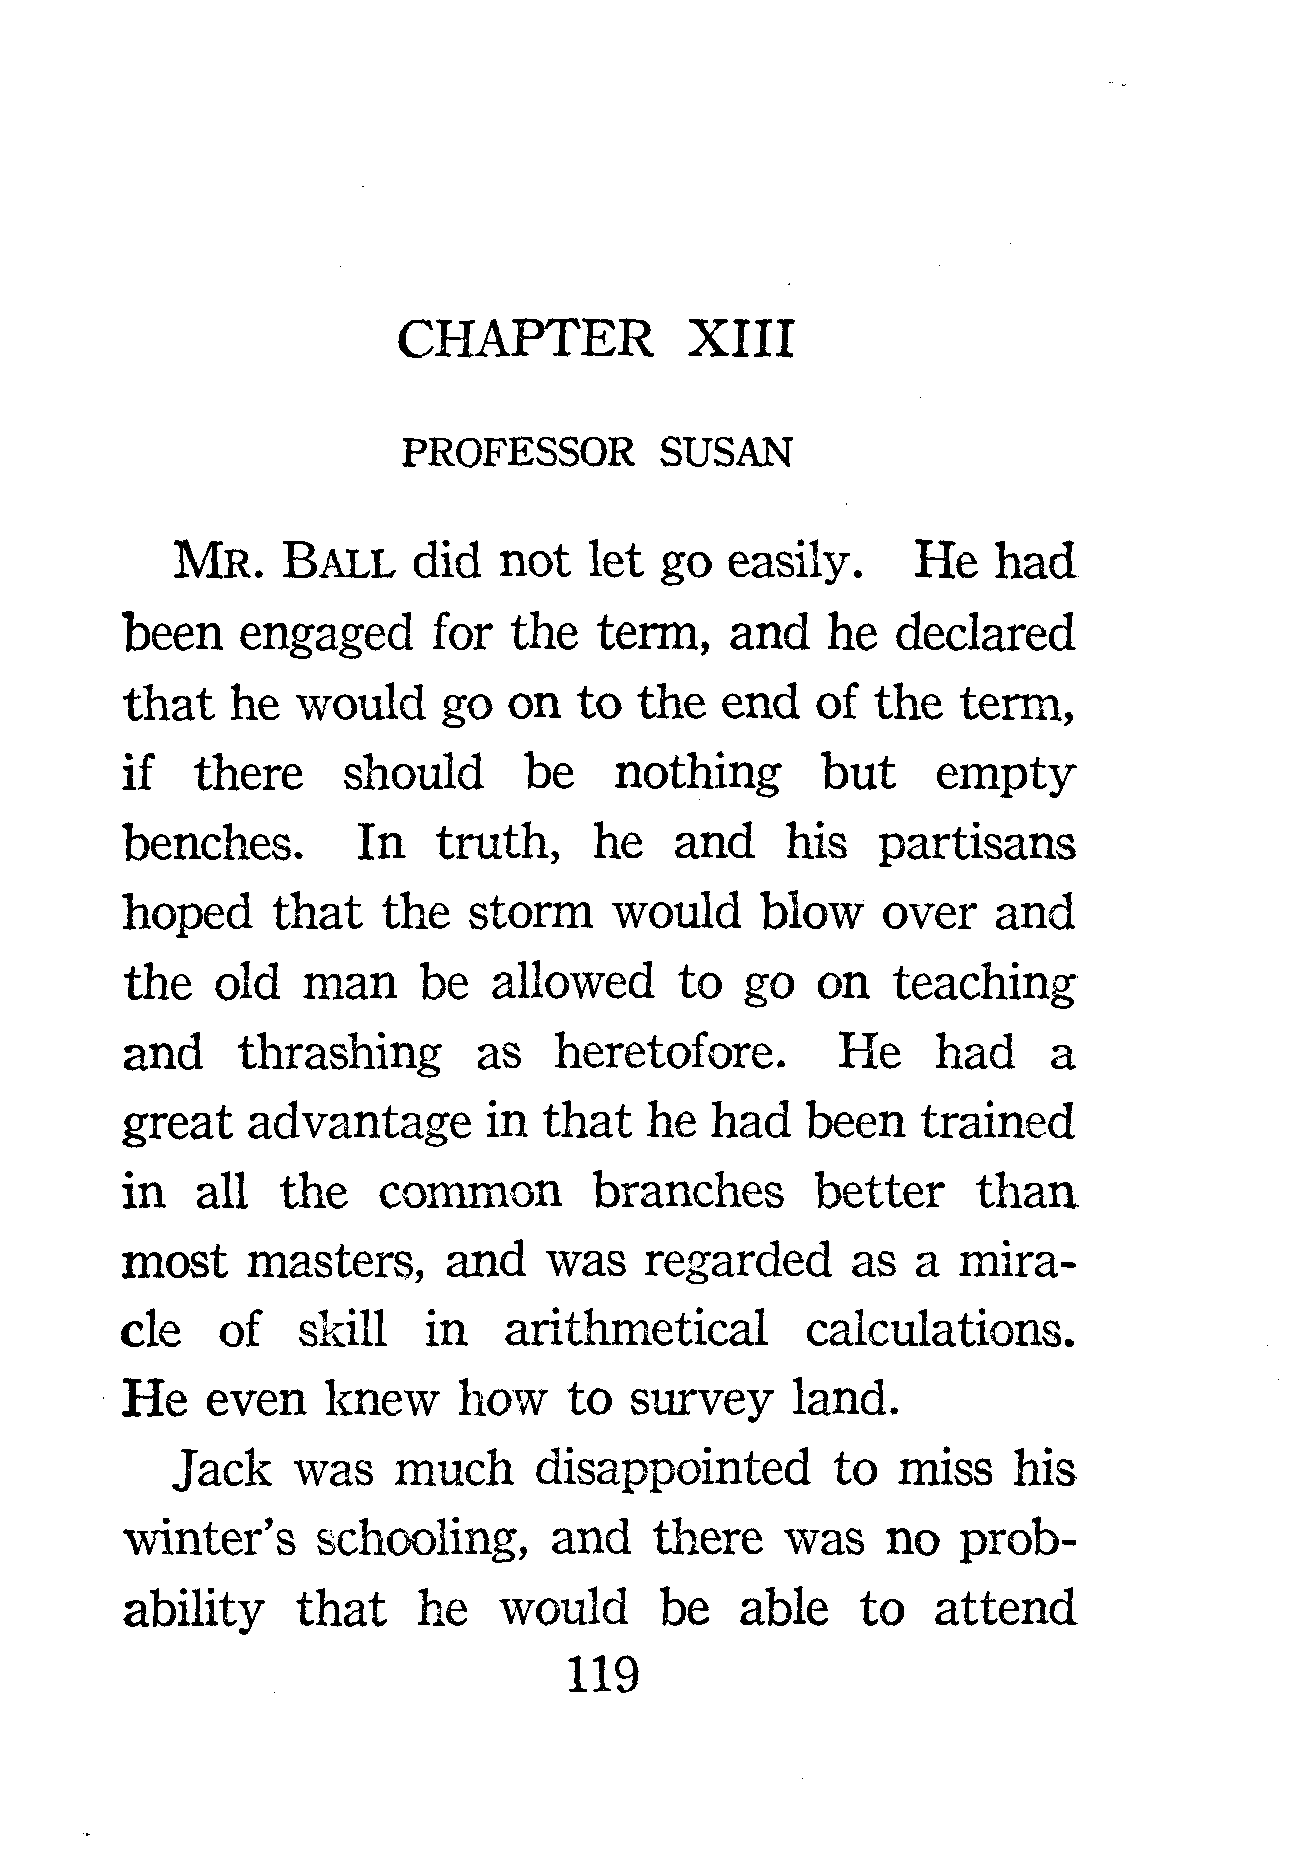 CHAPTER XIII
PROFESSOR SUSAN
MR. BALL did not let go easily. He had
been engaged for the term, and he declared
that he would go on to the end of the term,
if there should be nothing but empty
benches. In truth, he and his partisans
hoped that the storm would blow over and
the old man be allowed to go on teaching
and thrashing as heretofore. He had a
great advantage in that he had been trained
in all the common branches better than
most masters, and was regarded as a mira-
cle of skill in arithmetical calculations.
He even knew how to survey land.
Jack was much disappointed to miss his
winter's schooling, and there was no prob-
ability that he would be able to attend
119